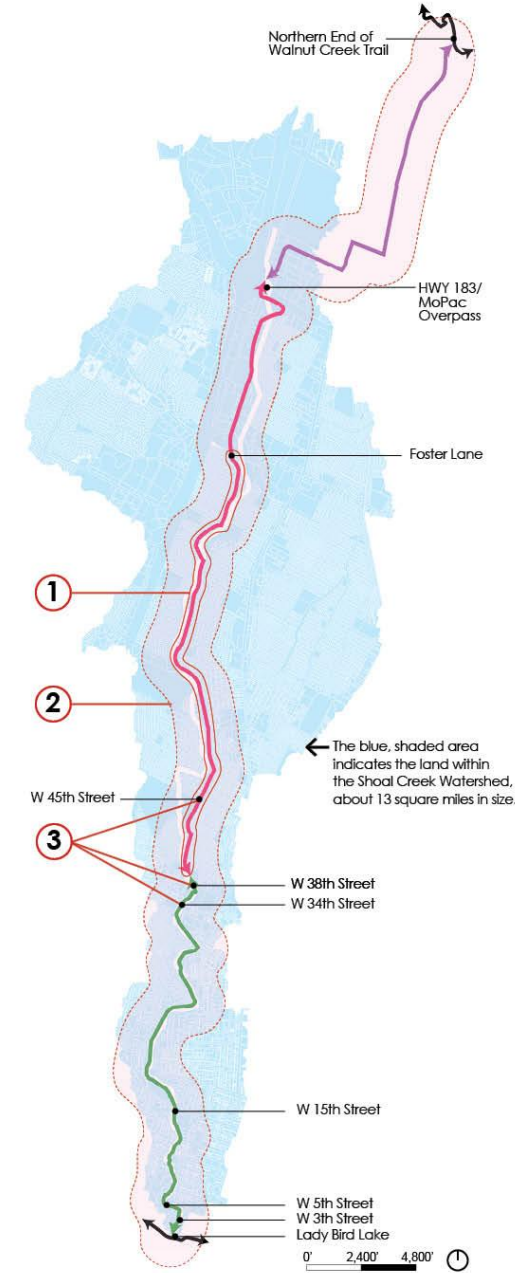 Northern End of
Walnut Creek Trail
HWY 183/
MoPac
Overpass
Foster Lane
1
2
The blue, shaded area
indicates the land within
the Shoal Creek Watershed,
about 13 square miles in size.
W 45th Street
3
W 38th Street
W 34th Street
W 15th Street
W 5th Street
W 3th Street
Lady Bird Lake
0' 2,400' 4,800'